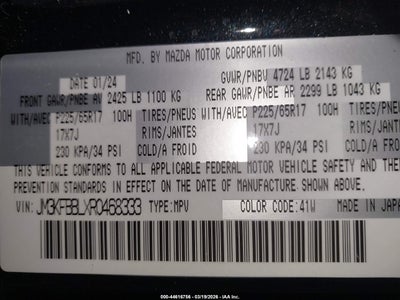 MFD. BY MAZDA MOTOR CORPORATION
DATE 01/24 GVWR/PNBV 4724 LB 2143 KG
FRONT GAWR/PNBE AV 2425 LB 1100 KG REAR GAWR/PNBE AR 2299 LB 1043 KG
WITH/AVEC P225/65R17 100H TIRES/PNEUS WITH/AVEC P225/65R17 100H TIRES/PNEU
17X7J RIMS/JANTES 17X7J RIMS/JANTE
230 KPA/34 PSI COLD/A FROID 230 KPA/34 PSI COLD/A FROID
THIS VEHICLE CONFORMS TO ALL APPLICABLE FEDERAL MOTOR VEHICLE SAFETY AND THE
PREVENTION STANDARDS IN EFFECT ON THE DATE OF MANUFACTURE SHOWN ABOVE.
VIN: JM3KFBBLXR0468333 TYPE: MPV COLOR CODE: 41W MADE IN JAPA
000-44616756 - 03/19/2026 - IAA Inc.